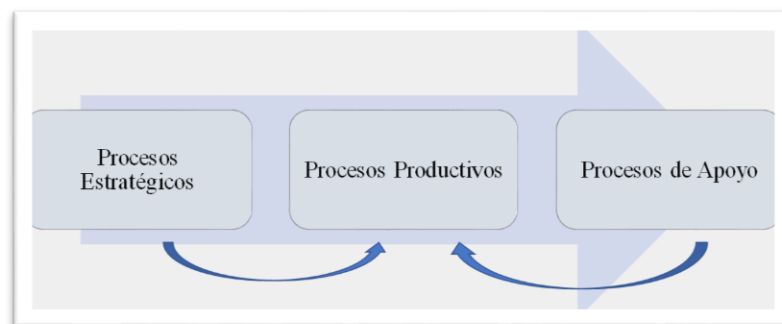 Procesos
Estratégicos
Procesos Productivos
Procesos de Apoyo